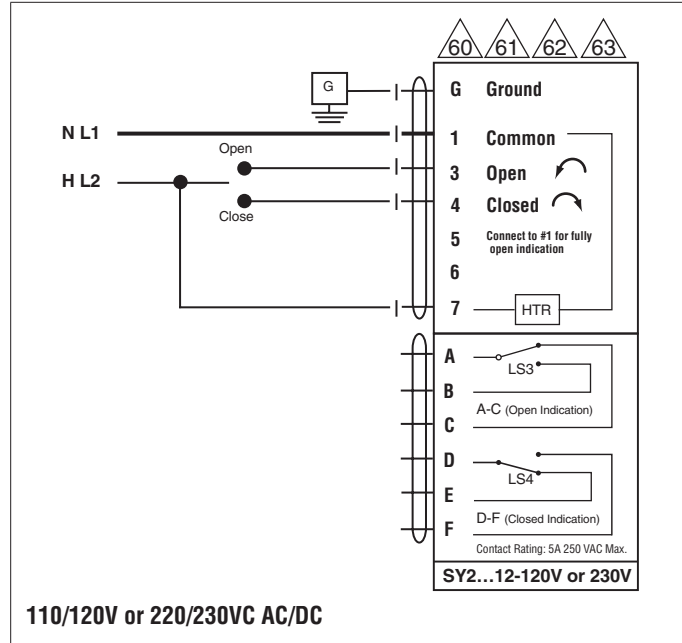 60 61 62 63
G
G Ground
N L1
1 Common
Open
3 Open
H L2
4 Closed
Close
5 Connect to #1 for fully
open indication
6
7 HTR
A
LS3
B
A-C (Open Indication)
C
D
LS4
E
D-F (Closed Indication)
F
Contact Rating: 5A 250 VAC Max.
SY2...12-120V or 230V
110/120V or 220/230VC AC/DC